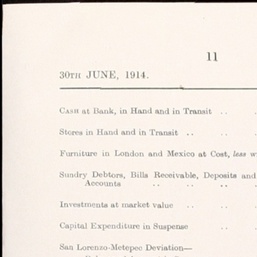 11
30TH JUNE, 1914.
CASH at Bank, in Hand and in Transit .. ..
Stores in Hand and in Transit .. ..
Furniture in London and Mexico at Cost, less
Sundry Debtors, Bills Receivable, Deposits and
Accounts .. .. ..
Investments at market value .. ..
Capital Expenditure in Suspense ..
San Lorenzo-Metepec Deviation—